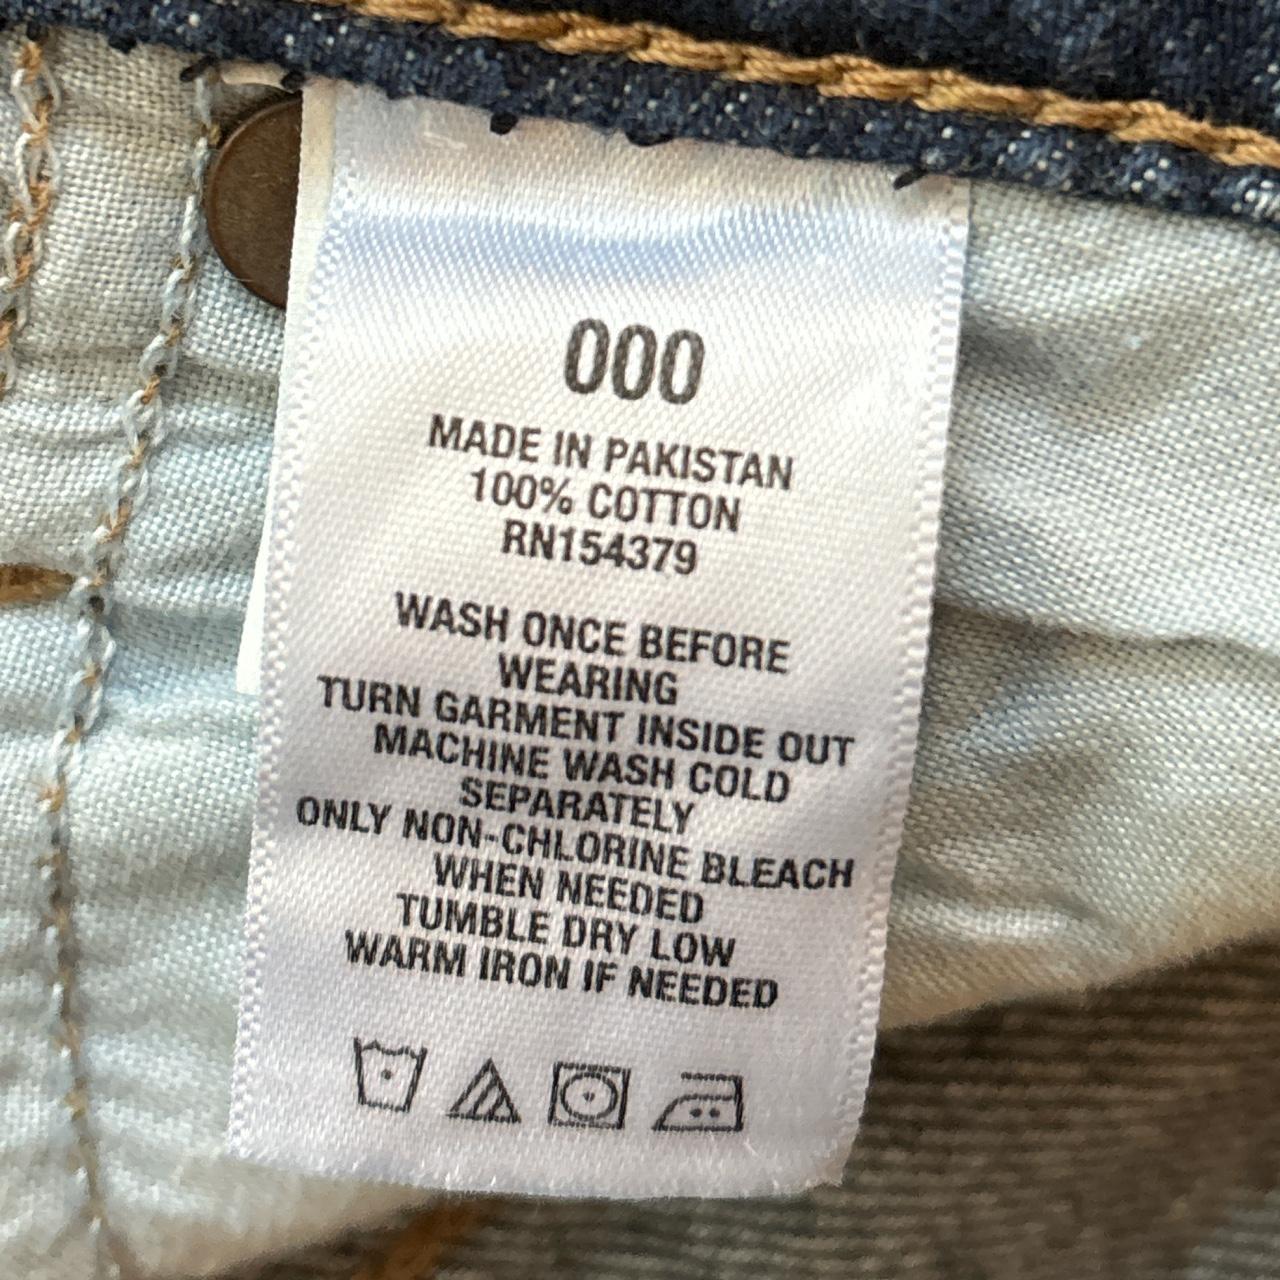 000
MADE IN PAKISTAN
100% COTTON
RN154379
WASH ONCE BEFORE
WEARING
TURN GARMENT INSIDE OUT
MACHINE WASH COLD
SEPARATELY
ONLY NON-CHLORINE BLEACH
WHEN NEEDED
TUMBLE DRY LOW
WARM IRON IF NEEDED